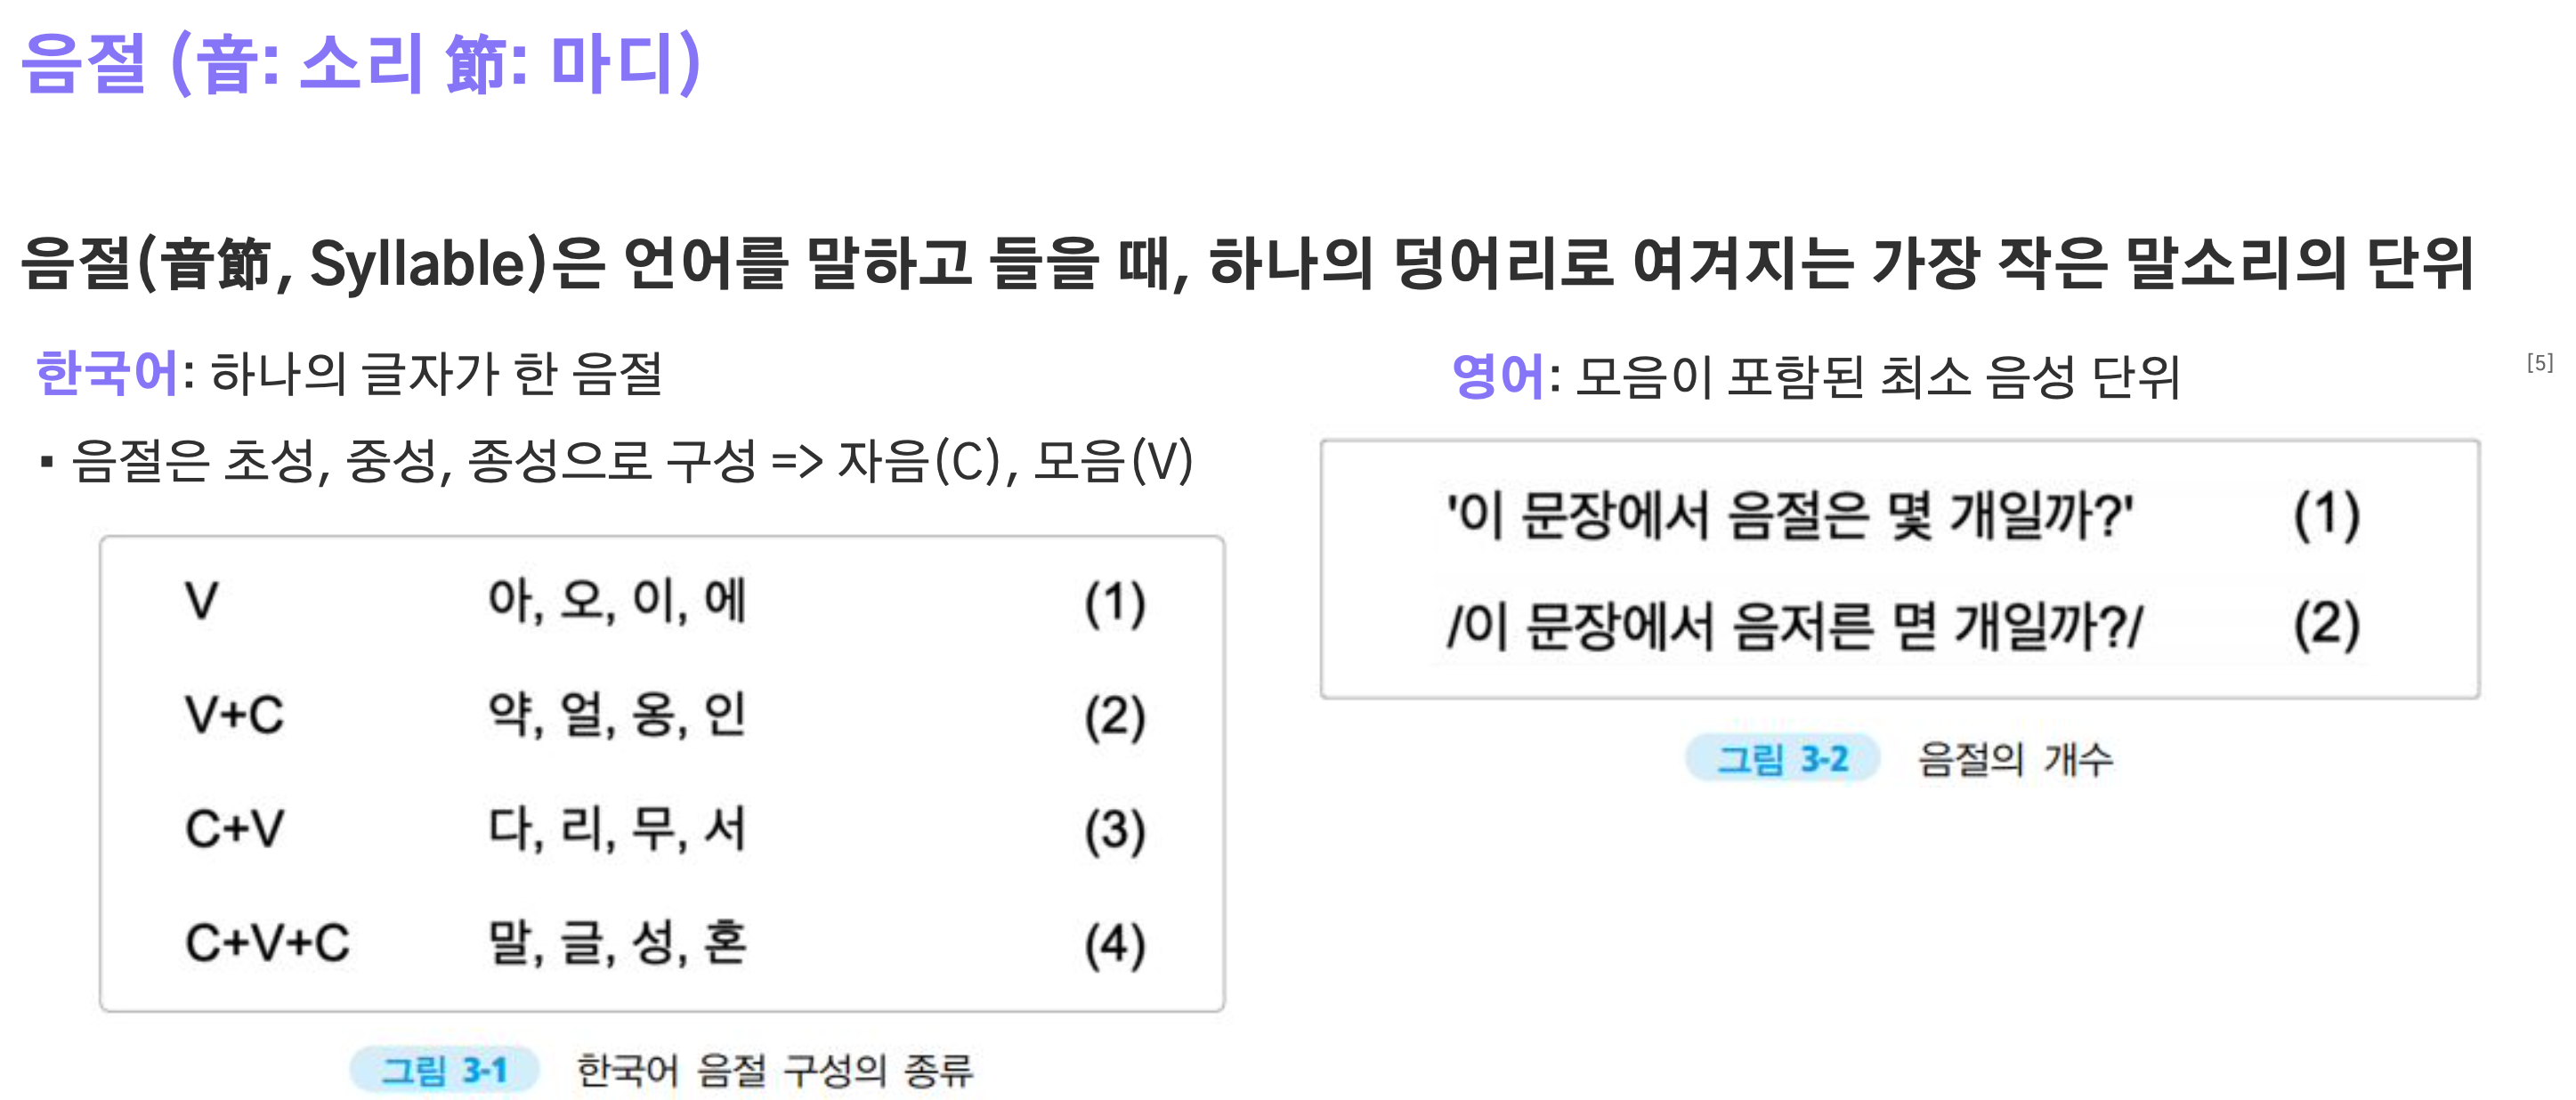 음절 (音: 소리 節: 마디)
음절(音節, Syllable)은 언어를 말하고 들을 때, 하나의 덩어리로 여겨지는 가장 작은 말소리의 단위
한국어: 하나의 글자가 한 음절
▪ 음절은 초성, 중성, 종성으로 구성 => 자음(C), 모음(V)
V 아, 오, 이, 에 (1)
V+C 약, 얼, 옹, 인 (2)
C+V 다, 리, 무, 서 (3)
C+V+C 말, 글, 성, 혼 (4)
그림 3-1 한국어 음절 구성의 종류
영어: 모음이 포함된 최소 음성 단위 [5]
'이 문장에서 음절은 몇 개일까?' (1)
/이 문장에서 음저른 멷 개일까?/ (2)
그림 3-2 음절의 개수